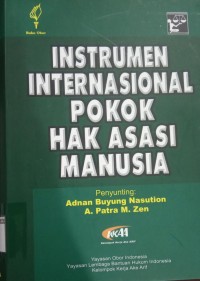 Buku Obor
INSTRUMEN
INTERNASIONAL
POKOK
HAK ASASI
MANUSIA
Penyunting:
Adnan Buyung Nasution
A. Patra M. Zen
Yayasan Obor Indonesia
Yayasan Lembaga Bantuan Hukum Indonesia
Kelompok Kerja Ake Arif